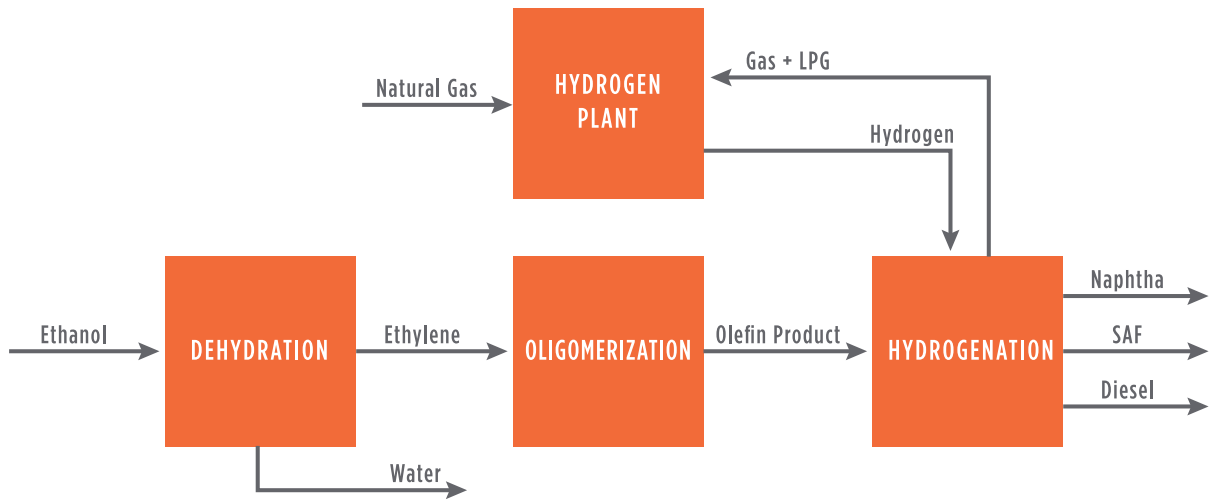 Gas + LPG
Natural Gas
HYDROGEN
PLANT
Hydrogen
Naphtha
Ethanol
DEHYDRATION
Ethylene
OLIGOMERIZATION
Olefin Product
HYDROGENATION
SAF
Diesel
Water